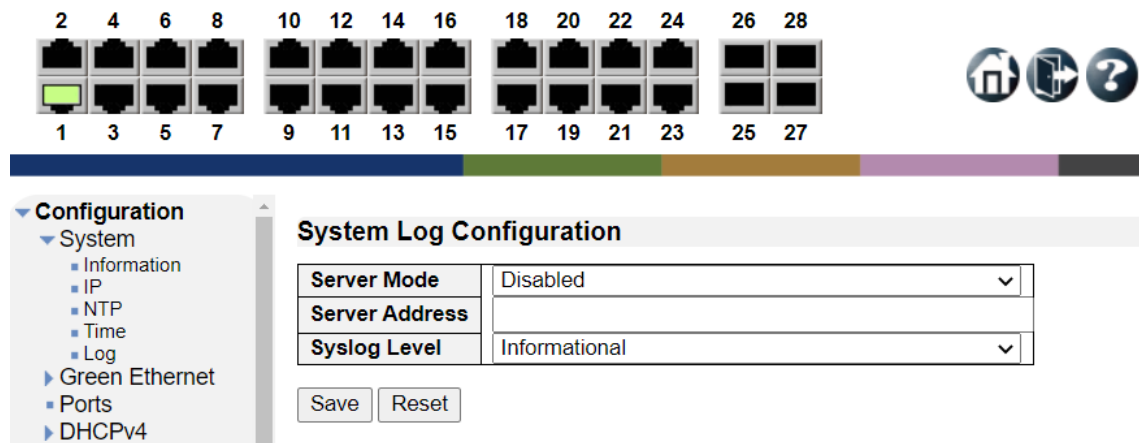 2 4 6 8 10 12 14 16 18 20 22 24 26 28
1 3 5 7 9 11 13 15 17 19 21 23 25 27
?
Configuration
System
Information
IP
NTP
Time
Log
Green Ethernet
Ports
DHCPv4
System Log Configuration
Server Mode Disabled
Server Address
Syslog Level Informational
Save Reset